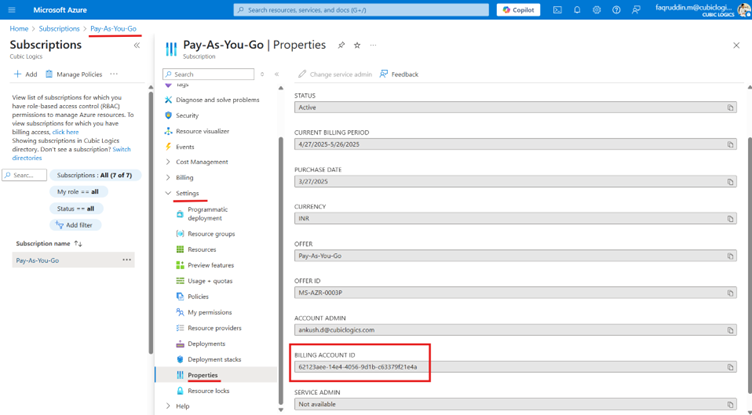 Microsoft Azure
Search resources, services, and docs (G+/)
Copilot
faqruddin.m@cubiclogi...
CUBIC LOGICS
Home > Subscriptions > Pay-As-You-Go
Subscriptions
Cubic Logics
Add
Manage Policies
...
View list of subscriptions for which you
have role-based access control (RBAC)
permissions to manage Azure resources. To
view subscriptions for which you have
billing access, click here
Showing subscriptions in Cubic Logics
directory. Don't see a subscription? Switch
directories
Searc...
Subscriptions : All (7 of 7)
My role == all
Status == all
Add filter
Subscription name
Pay-As-You-Go
...
Pay-As-You-Go | Properties
...
Subscription
Search
Tags
Diagnose and solve problems
Security
Resource visualizer
Events
Cost Management
Billing
Settings
Programmatic
deployment
Resource groups
Resources
Preview features
Usage + quotas
Policies
My permissions
Resource providers
Deployments
Deployment stacks
Properties
Resource locks
Help
Change service admin
Feedback
STATUS
Active
CURRENT BILLING PERIOD
4/27/2025-5/26/2025
PURCHASE DATE
3/27/2025
CURRENCY
INR
OFFER
Pay-As-You-Go
OFFER ID
MS-AZR-0003P
ACCOUNT ADMIN
ankush.d@cubiclogics.com
BILLING ACCOUNT ID
62123aee-14e4-4056-9d1b-c63379f21e4a
SERVICE ADMIN
Not available